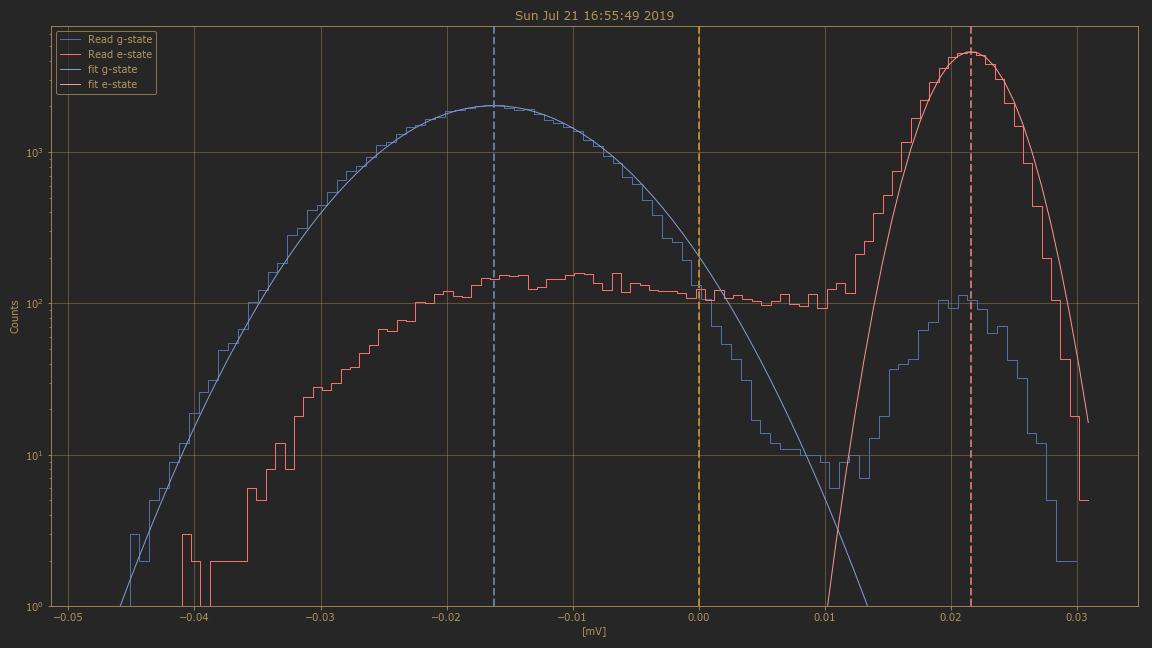 Sun Jul 21 16:55:49 2019
Read g-state
Read e-state
fit g-state
fit e-state
Counts
10³
10²
10¹
10⁰
−0.05 −0.04 −0.03 −0.02 −0.01 0.00 0.01 0.02 0.03
[mV]